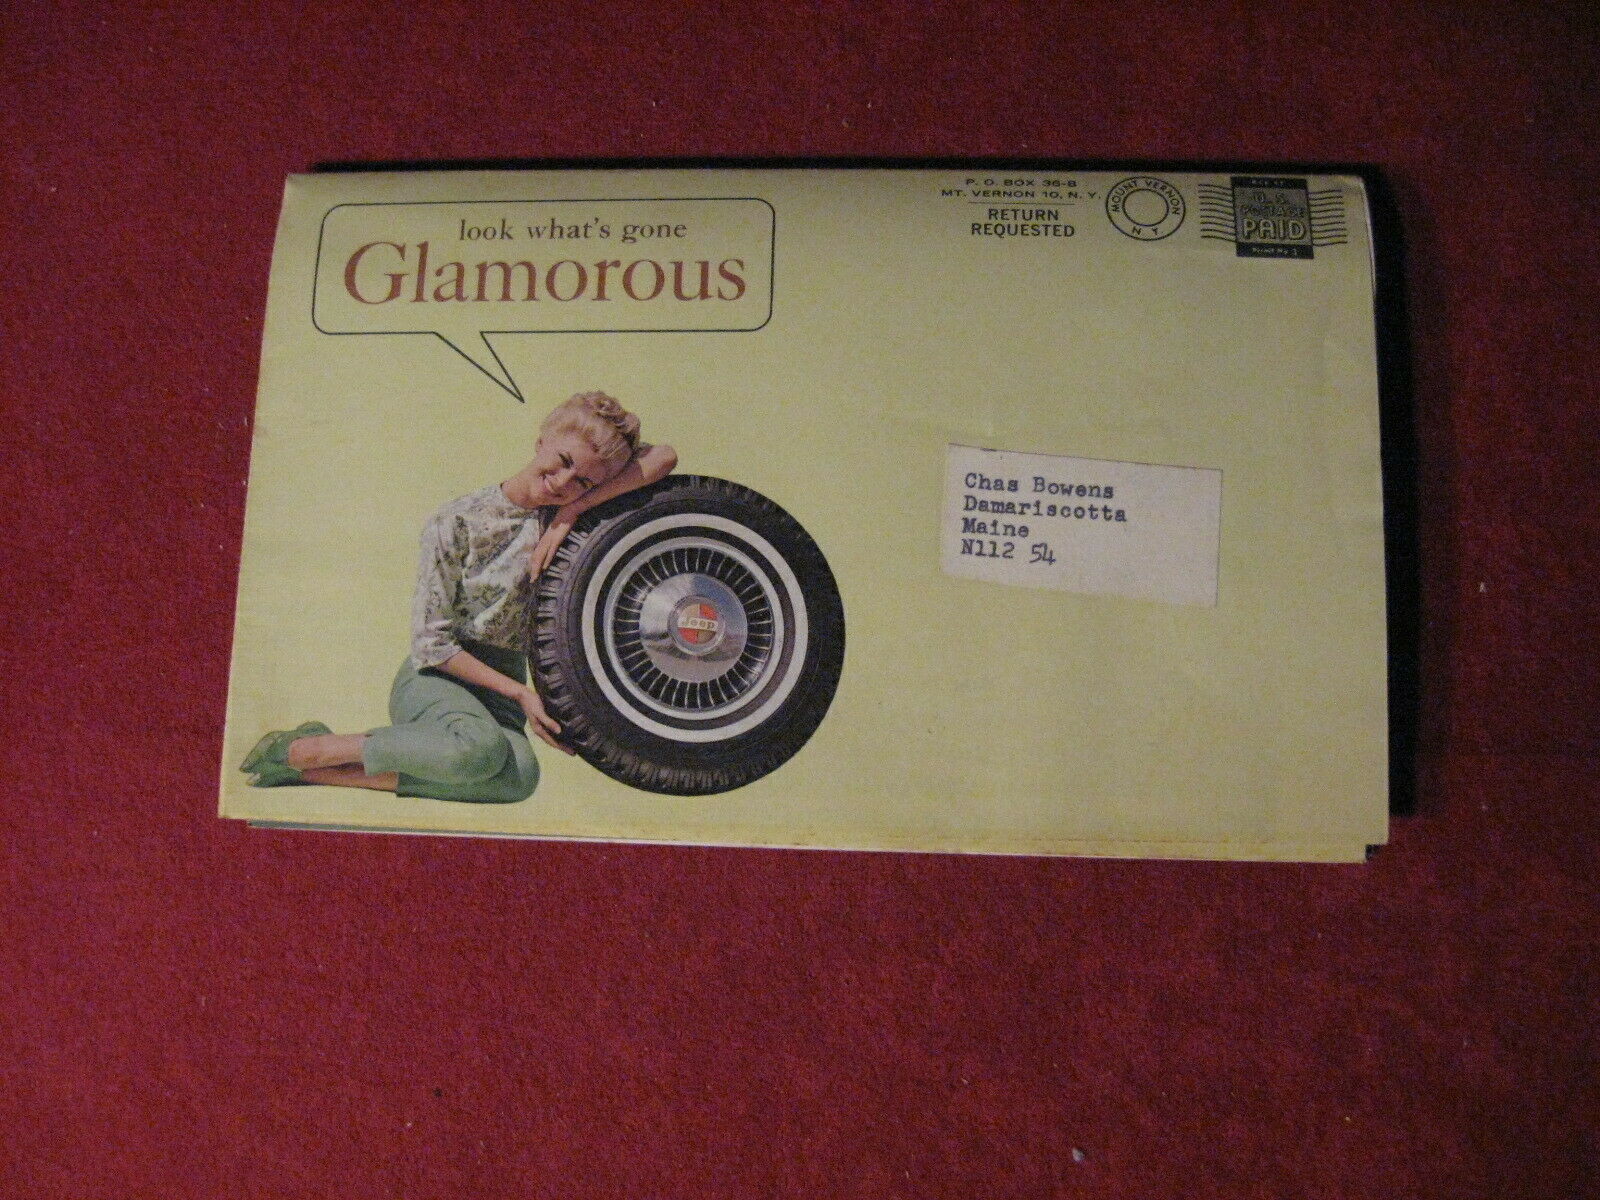 look what's gone
Glamorous
P. O. BOX 36-B
MT. VERNON 10, N. Y.
RETURN
REQUESTED
MOUNT VERNON
N Y
U. S.
POSTAGE
PAID
Chas Bowens
Damariscotta
Maine
N112 54
Jeep